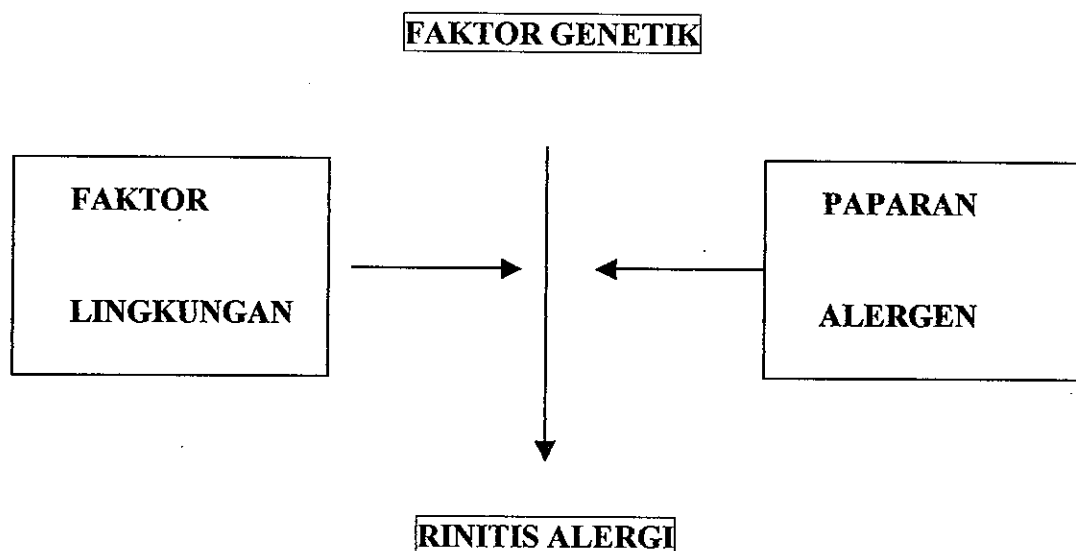 FAKTOR GENETIK
FAKTOR
LINGKUNGAN
PAPARAN
ALERGEN
RINITIS ALERGI